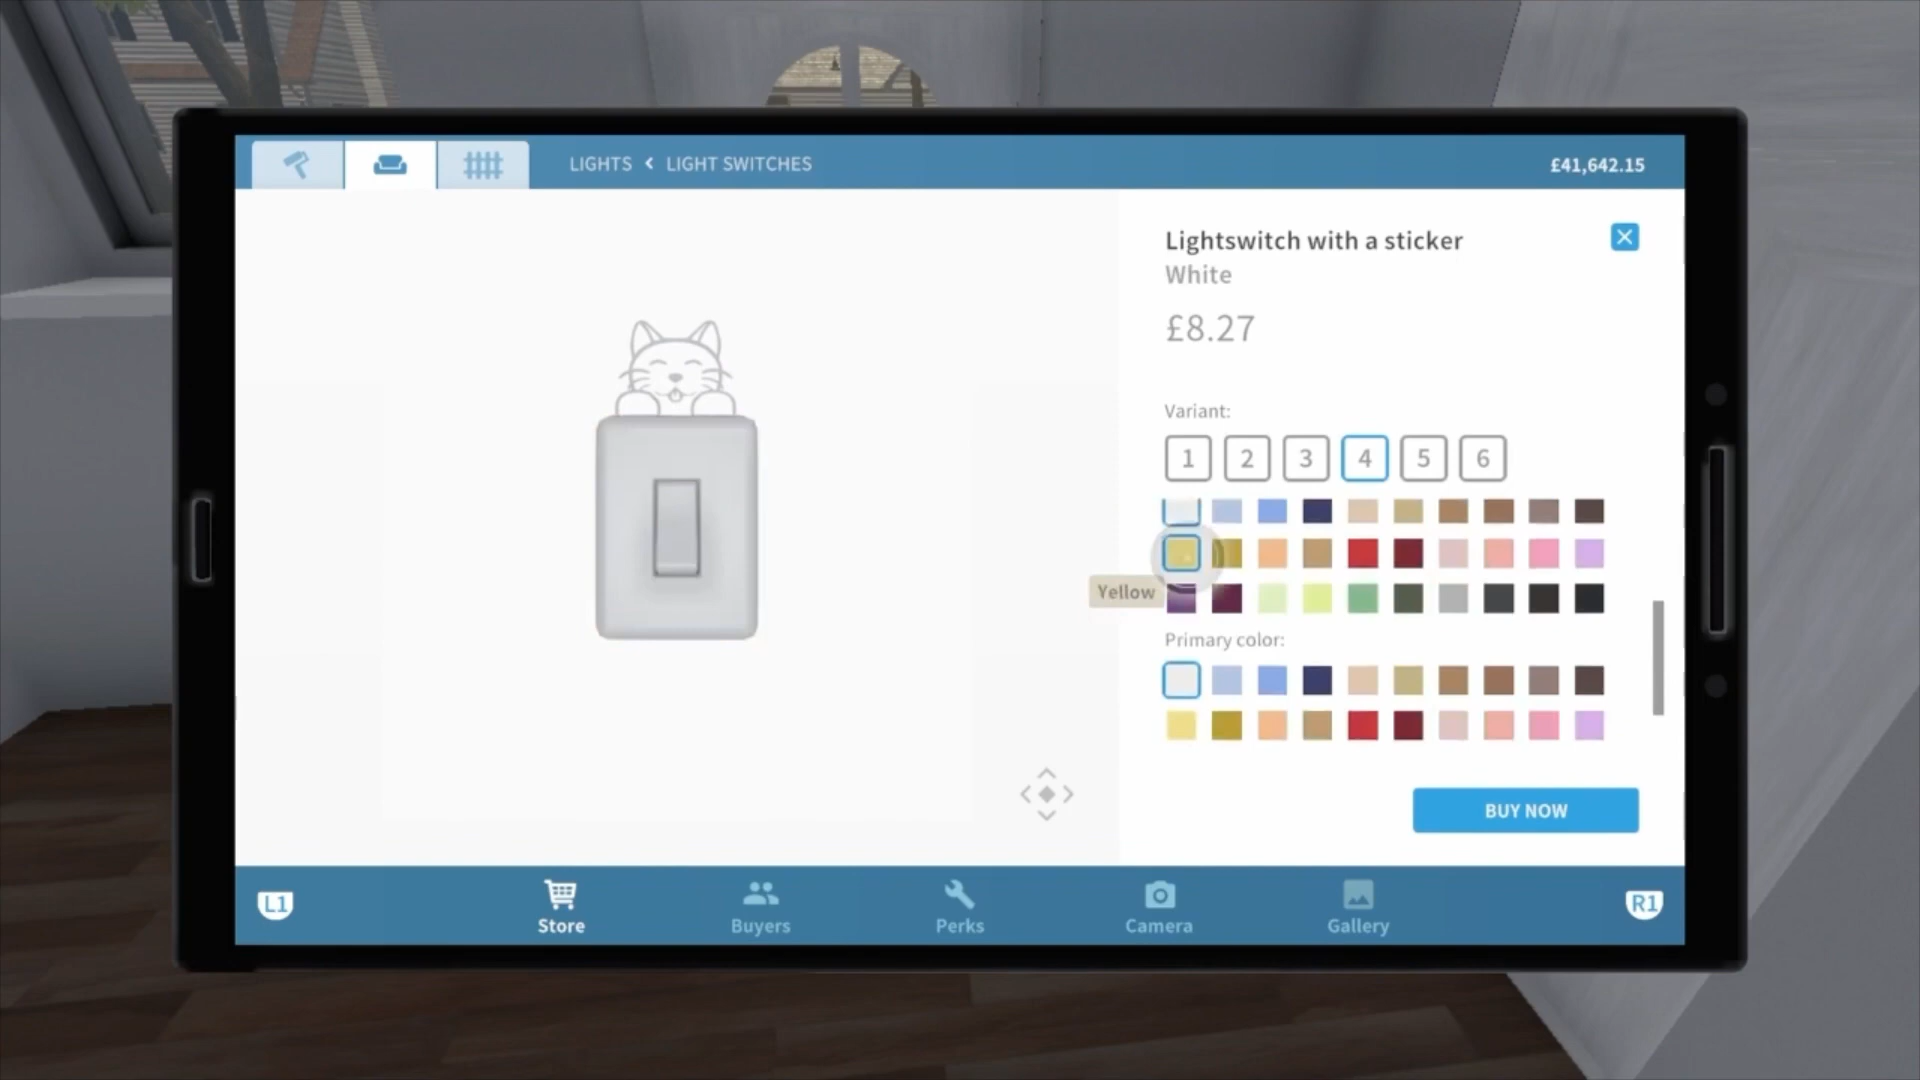 LIGHTS < LIGHT SWITCHES
£41,642.15
Lightswitch with a sticker
White
£8.27
Variant:
1 2 3 4 5 6
Yellow
Primary color:
BUY NOW
L1
Store
Buyers
Perks
Camera
Gallery
R1